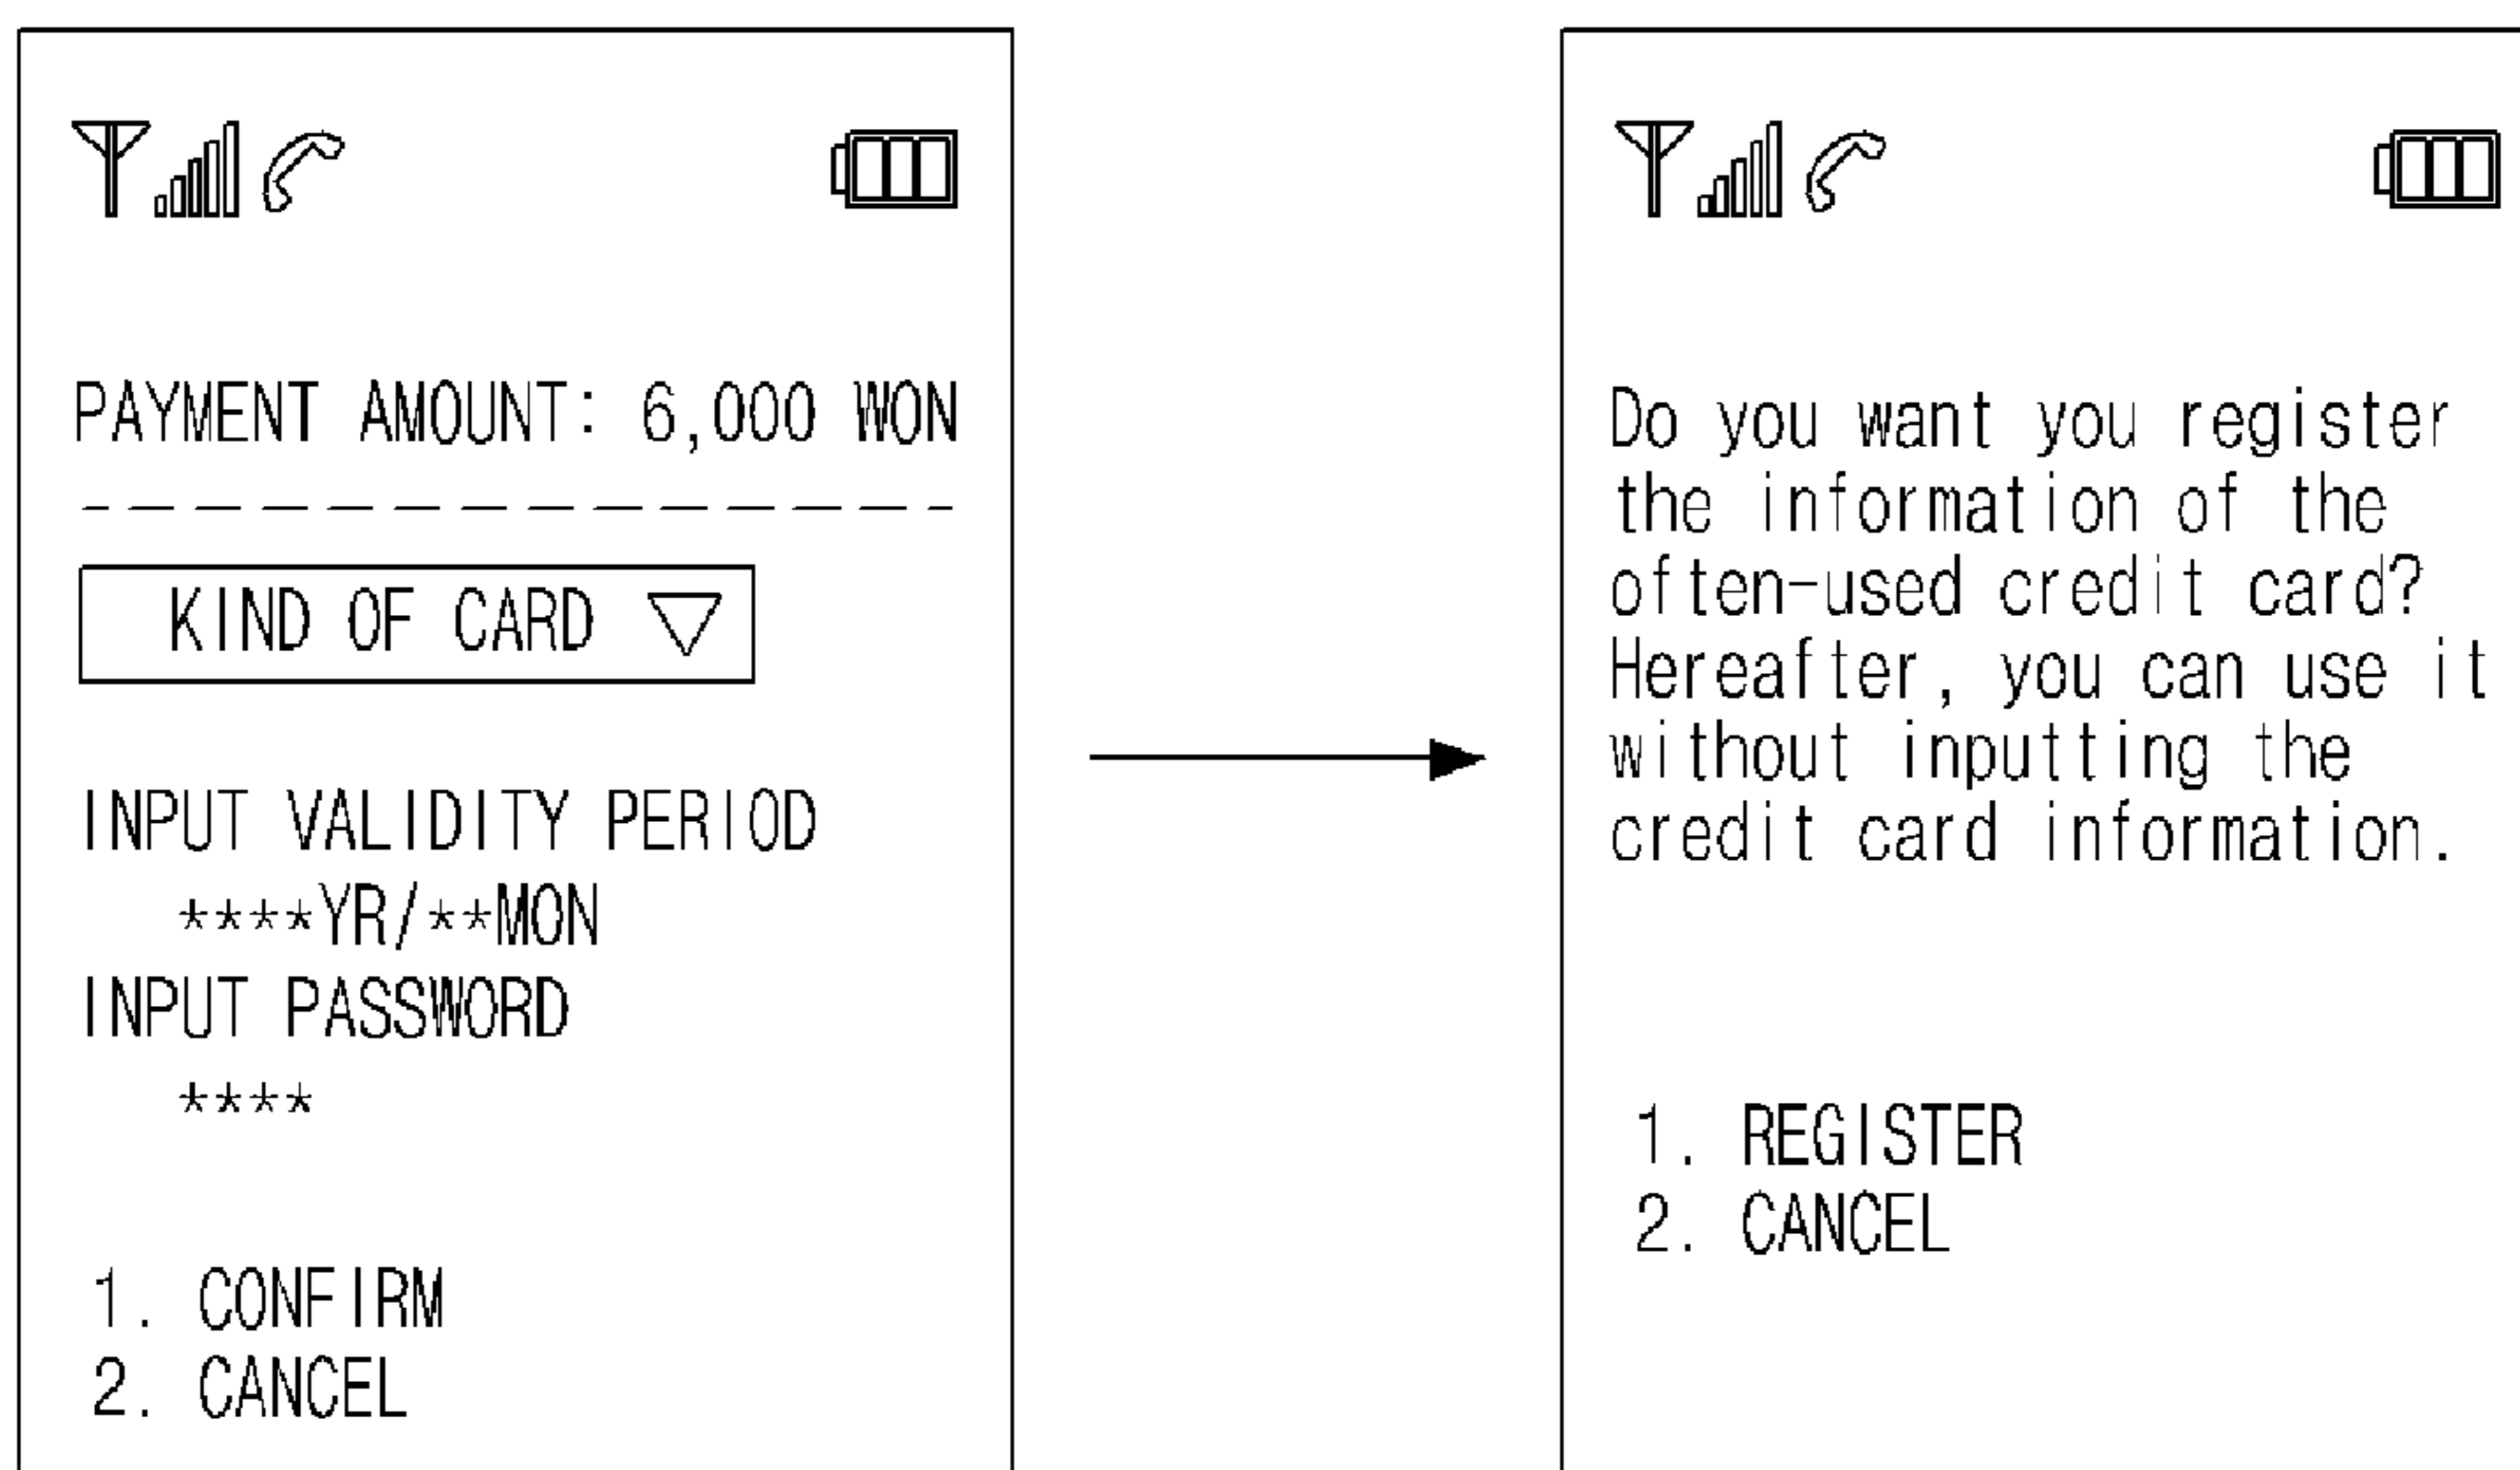 PAYMENT AMOUNT: 6,000 WON
KIND OF CARD
INPUT VALIDITY PERIOD
****YR/**MON
INPUT PASSWORD
****
1. CONFIRM
2. CANCEL
Do you want you register
the information of the
often-used credit card?
Hereafter, you can use it
without inputting the
credit card information.
1. REGISTER
2. CANCEL